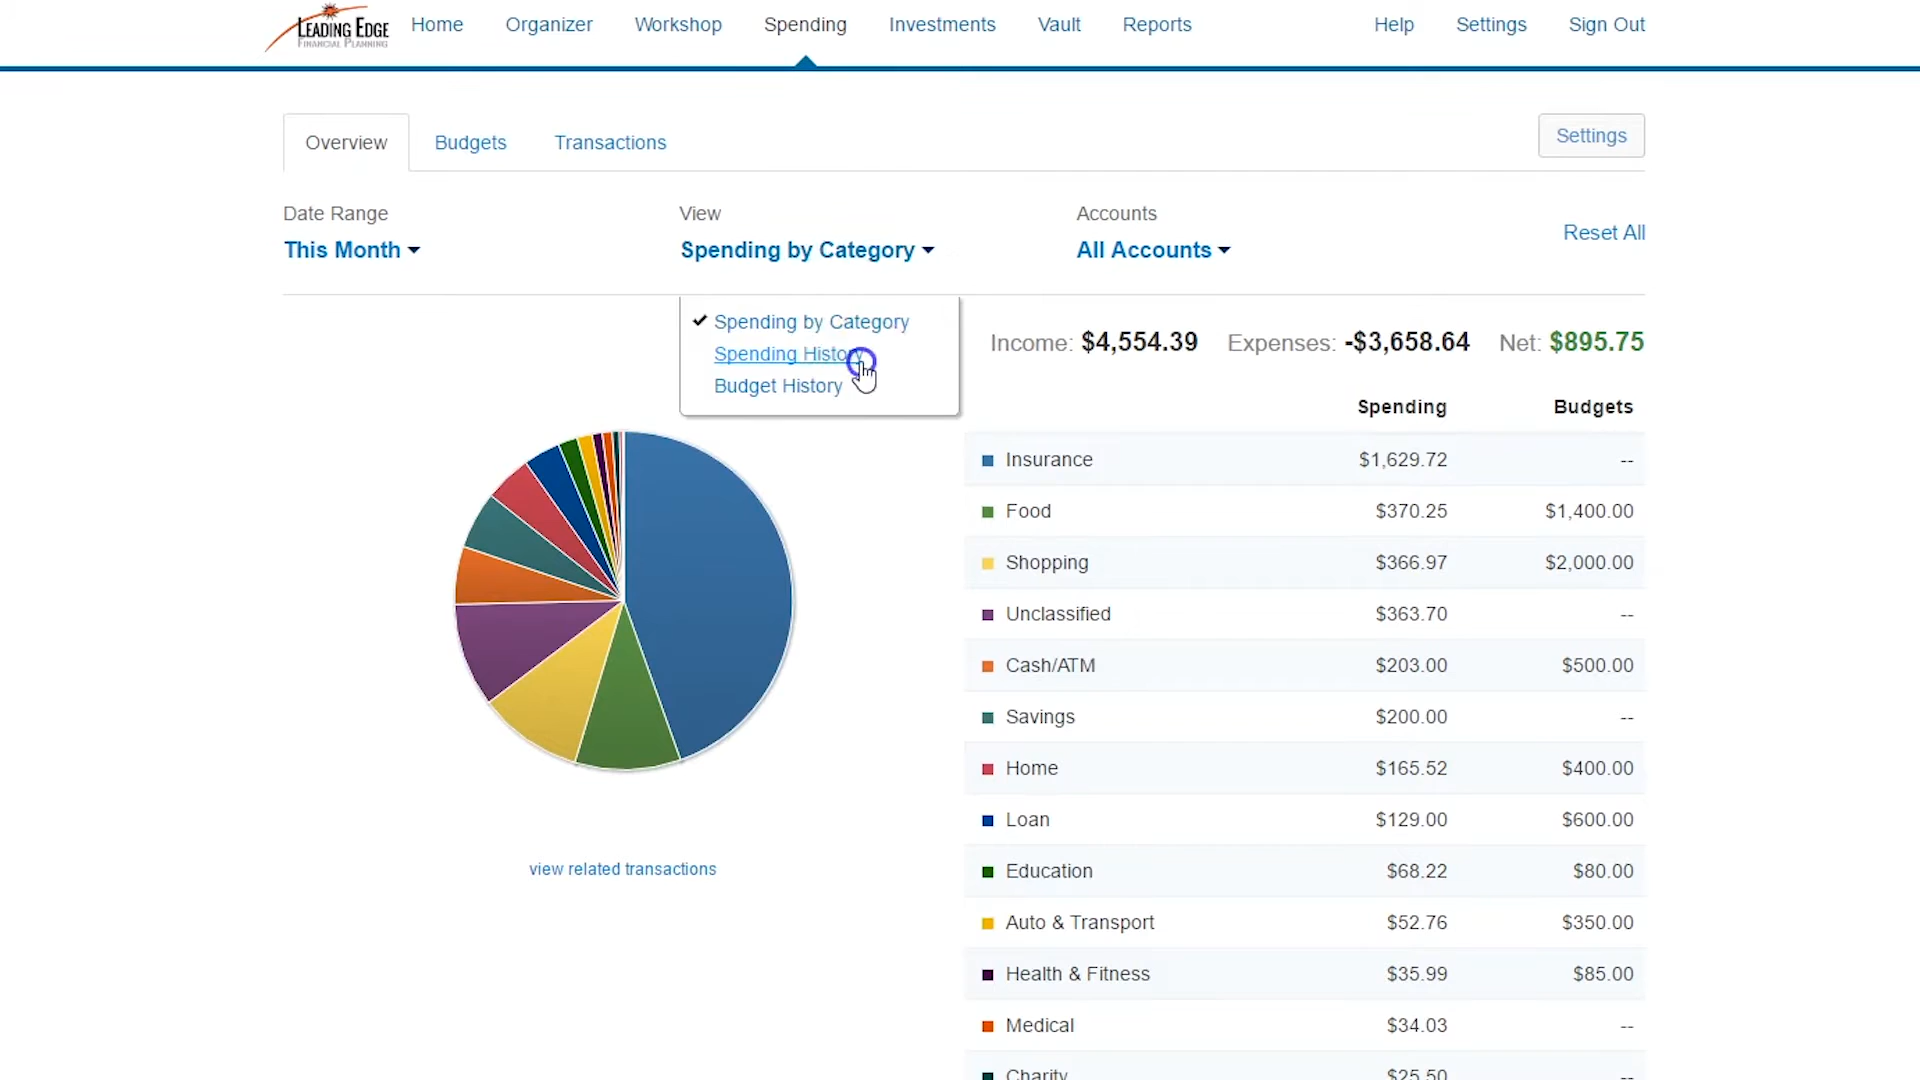 LEADING EDGE
FINANCIAL PLANNING
Home Organizer Workshop Spending Investments Vault Reports Help Settings Sign Out
Overview Budgets Transactions Settings
Date Range View Accounts
This Month Spending by Category All Accounts Reset All
Spending by Category
Spending History
Budget History
Income: $4,554.39 Expenses: -$3,658.64 Net: $895.75
Spending Budgets
Insurance $1,629.72 --
Food $370.25 $1,400.00
Shopping $366.97 $2,000.00
Unclassified $363.70 --
Cash/ATM $203.00 $500.00
Savings $200.00 --
Home $165.52 $400.00
Loan $129.00 $600.00
view related transactions
Education $68.22 $80.00
Auto & Transport $52.76 $350.00
Health & Fitness $35.99 $85.00
Medical $34.03 --
Charity $25.50 --